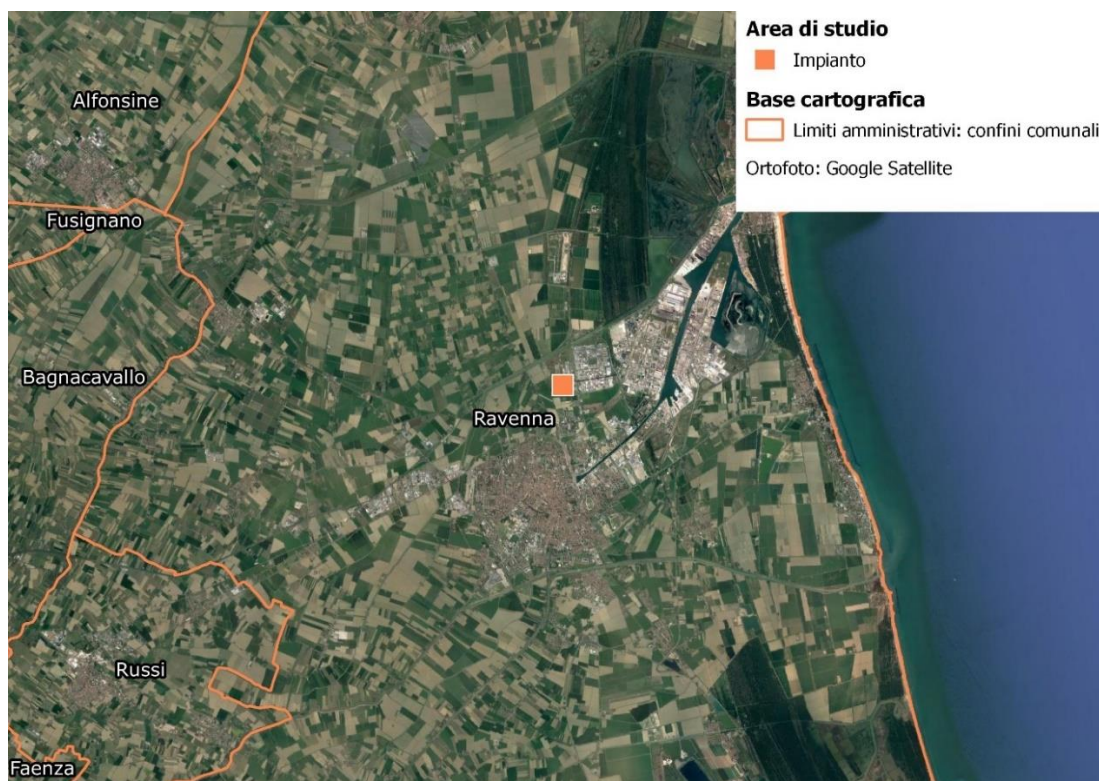 Area di studio
Impianto
Base cartografica
Limiti amministrativi: confini comunali
Ortofoto: Google Satellite
Alfonsine
Fusignano
Bagnacavallo
Ravenna
Russi
Faenza